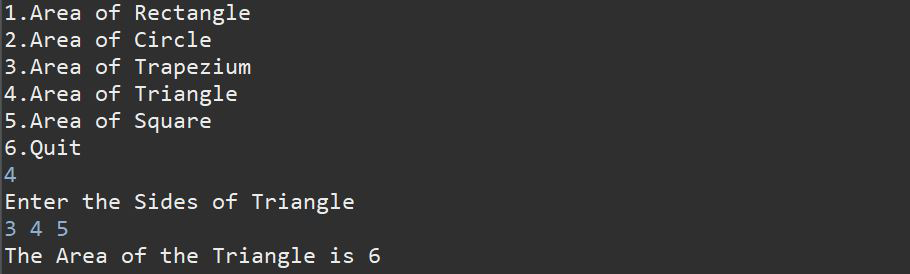 1.Area of Rectangle
2.Area of Circle
3.Area of Trapezium
4.Area of Triangle
5.Area of Square
6.Quit
4
Enter the Sides of Triangle
3 4 5
The Area of the Triangle is 6